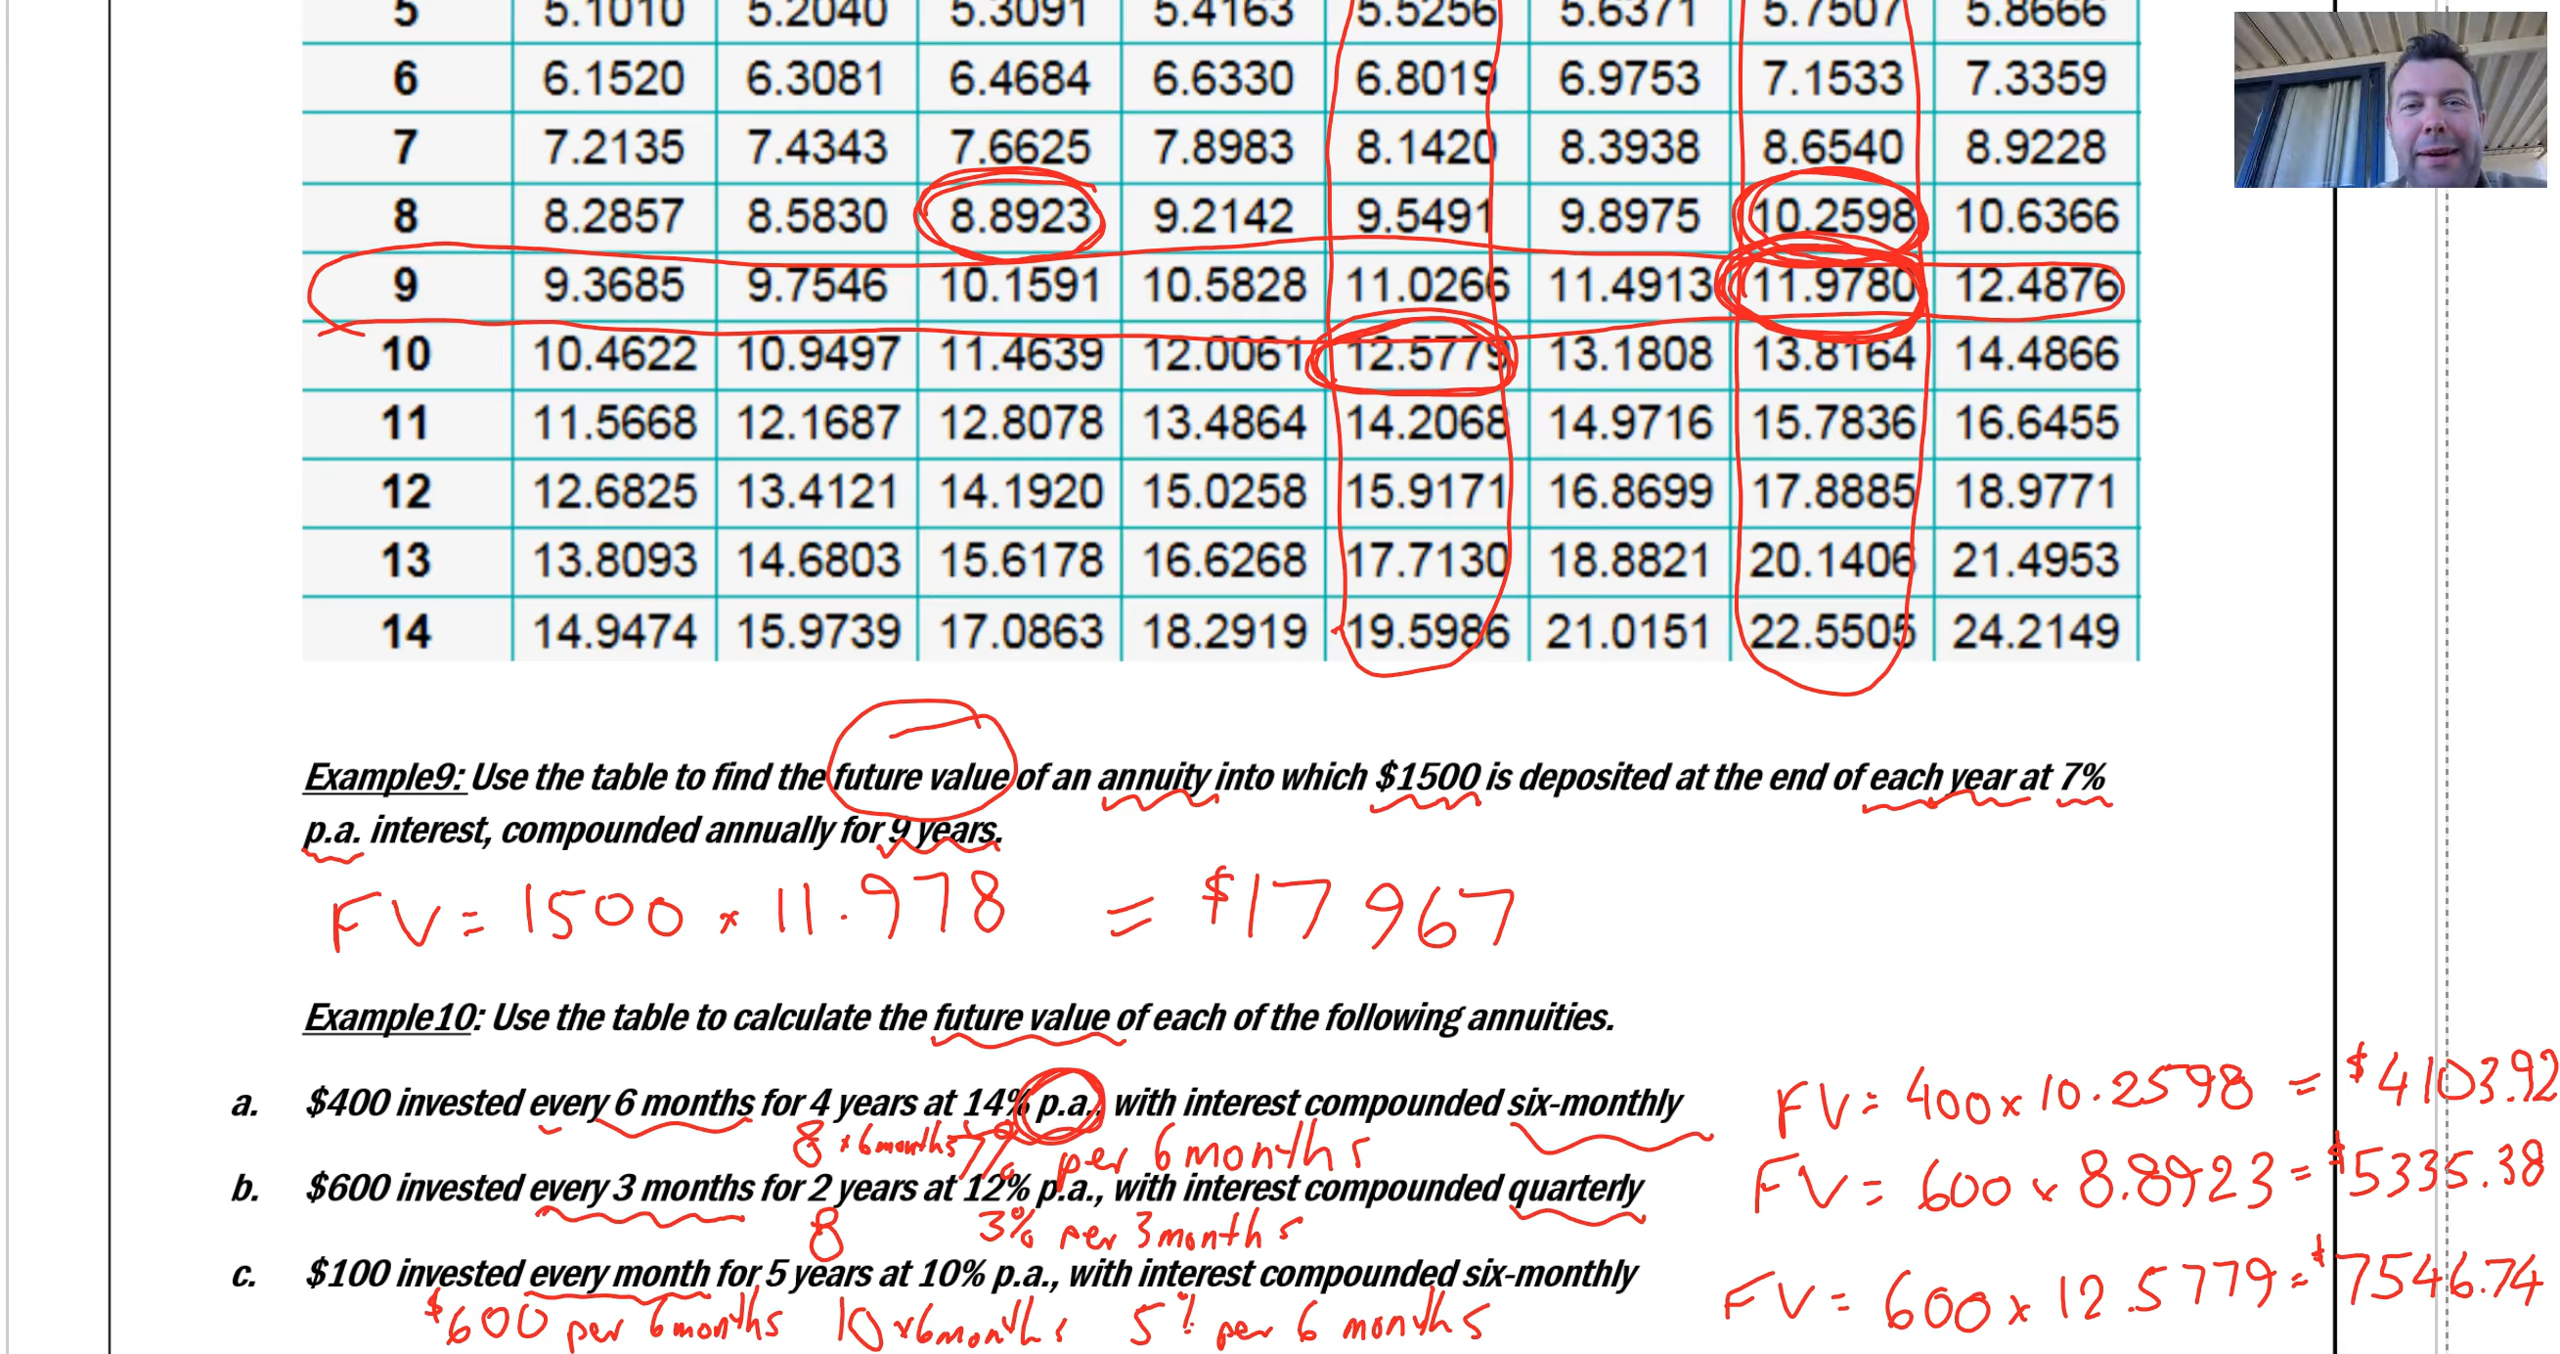 5 5.1010 5.2040 5.3091 5.4163 5.5256 5.6371 5.7507 5.8666
6 6.1520 6.3081 6.4684 6.6330 6.8019 6.9753 7.1533 7.3359
7 7.2135 7.4343 7.6625 7.8983 8.1420 8.3938 8.6540 8.9228
8 8.2857 8.5830 8.8923 9.2142 9.5491 9.8975 10.2598 10.6366
9 9.3685 9.7546 10.1591 10.5828 11.0266 11.4913 11.9780 12.4876
10 10.4622 10.9497 11.4639 12.0061 12.5779 13.1808 13.8164 14.4866
11 11.5668 12.1687 12.8078 13.4864 14.2068 14.9716 15.7836 16.6455
12 12.6825 13.4121 14.1920 15.0258 15.9171 16.8699 17.8885 18.9771
13 13.8093 14.6803 15.6178 16.6268 17.7130 18.8821 20.1406 21.4953
14 14.9474 15.9739 17.0863 18.2919 19.5986 21.0151 22.5505 24.2149
Example9: Use the table to find the future value of an annuity into which $1500 is deposited at the end of each year at 7%
p.a. interest, compounded annually for 9 years.
FV = 1500 × 11.978 = $17 967
Example10: Use the table to calculate the future value of each of the following annuities.
a. $400 invested every 6 months for 4 years at 14% p.a., with interest compounded six-monthly FV = 400 × 10.2598 = $4103.92
8 × 6 months 7% per 6 months
b. $600 invested every 3 months for 2 years at 12% p.a., with interest compounded quarterly FV = 600 × 8.8923 = $5335.38
8 3% per 3 months
c. $100 invested every month for 5 years at 10% p.a., with interest compounded six-monthly FV = 600 × 12.5779 = $7546.74
$600 per 6 months 10 × 6 months 5% per 6 months